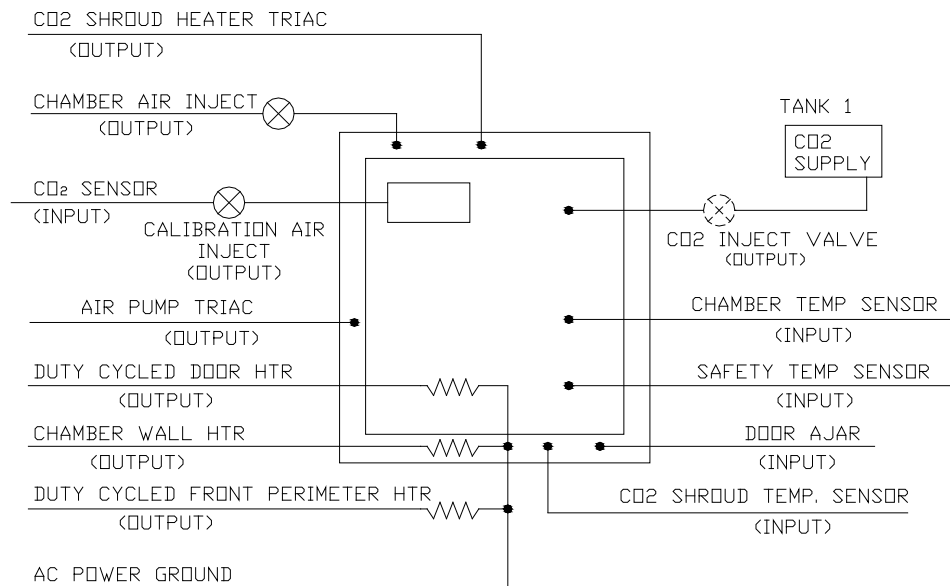 CO2 SHROUD HEATER TRIAC
(OUTPUT)
CHAMBER AIR INJECT
(OUTPUT)
CO₂ SENSOR
(INPUT)
CALIBRATION AIR
INJECT
(OUTPUT)
AIR PUMP TRIAC
(OUTPUT)
DUTY CYCLED DOOR HTR
(OUTPUT)
CHAMBER WALL HTR
(OUTPUT)
DUTY CYCLED FRONT PERIMETER HTR
(OUTPUT)
AC POWER GROUND
TANK 1
CO2
SUPPLY
CO2 INJECT VALVE
(OUTPUT)
CHAMBER TEMP SENSOR
(INPUT)
SAFETY TEMP SENSOR
(INPUT)
DOOR AJAR
(INPUT)
CO2 SHROUD TEMP. SENSOR
(INPUT)